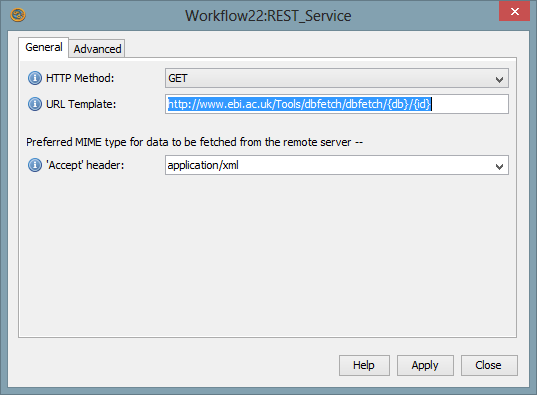 Workflow22:REST_Service
General Advanced
HTTP Method: GET
URL Template: http://www.ebi.ac.uk/Tools/dbfetch/dbfetch/{db}/{id}
Preferred MIME type for data to be fetched from the remote server --
'Accept' header: application/xml
Help Apply Close